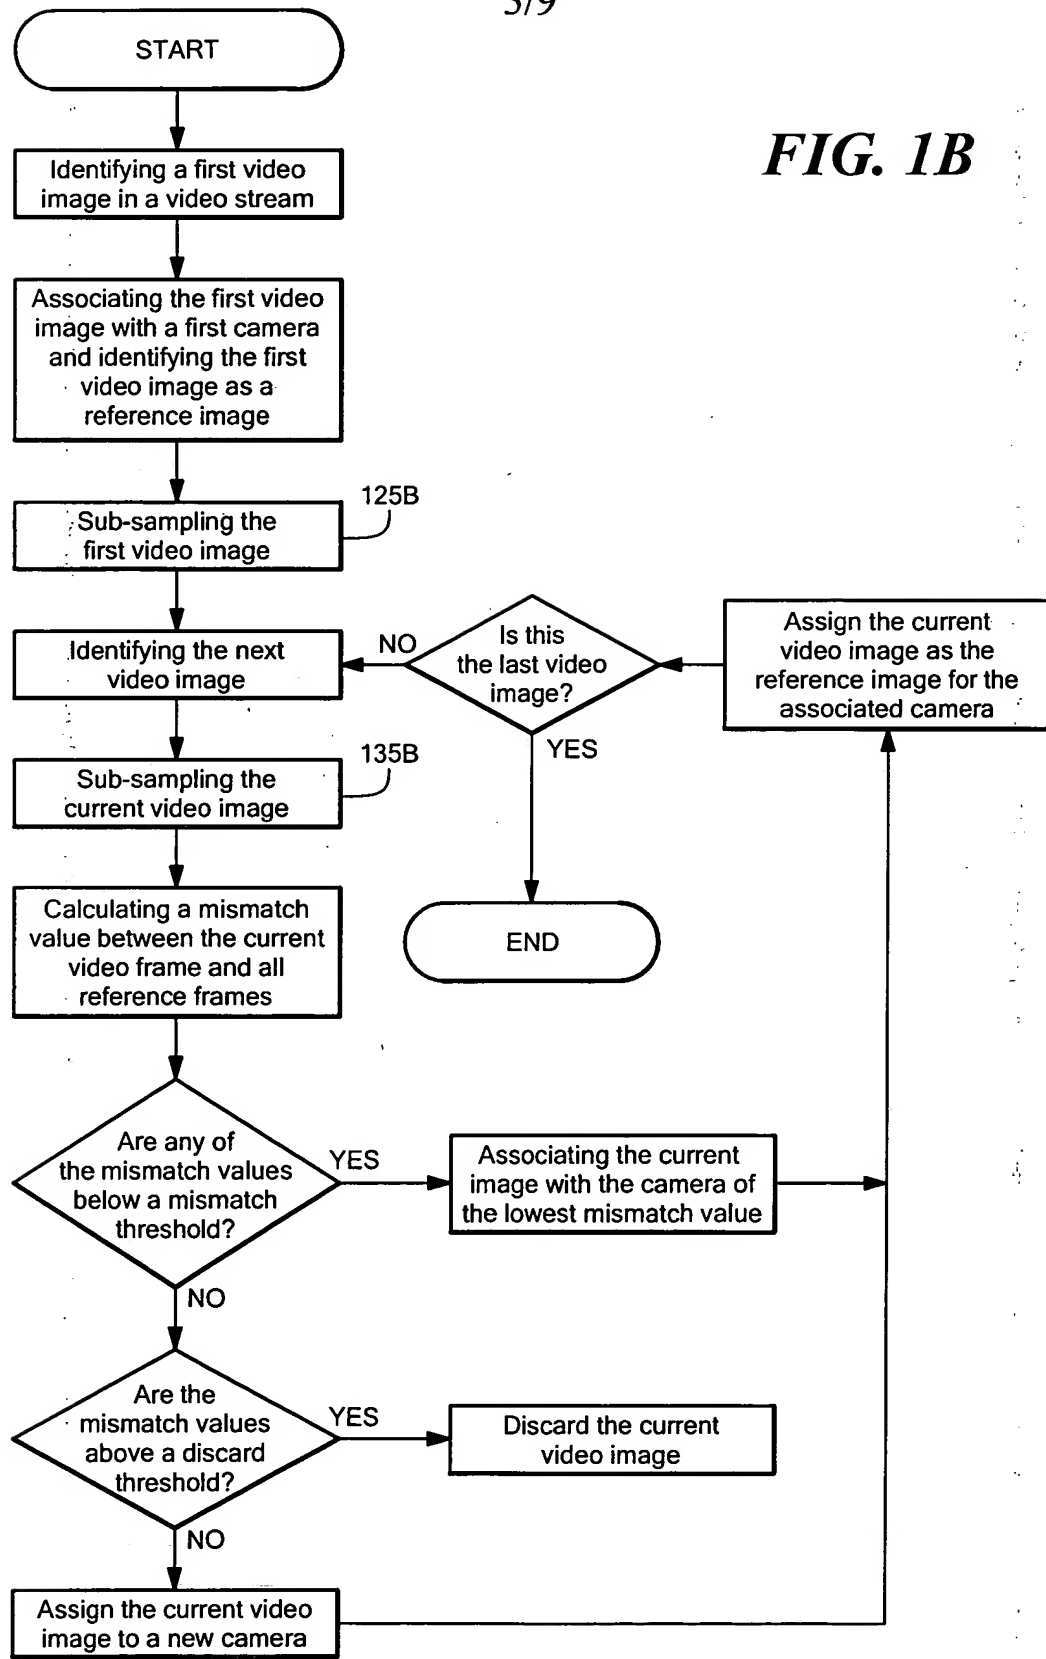 3/9
START
FIG. 1B
Identifying a first video
image in a video stream
Associating the first video
image with a first camera
and identifying the first
video image as a
reference image
125B
Sub-sampling the
first video image
Identifying the next
video image
NO
Is this
the last video
image?
YES
Assign the current
video image as the
reference image for the
associated camera
135B
Sub-sampling the
current video image
Calculating a mismatch
value between the current
video frame and all
reference frames
END
Are any of
the mismatch values
below a mismatch
threshold?
YES
Associating the current
image with the camera of
the lowest mismatch value
NO
Are the
mismatch values
above a discard
threshold?
YES
Discard the current
video image
NO
Assign the current video
image to a new camera